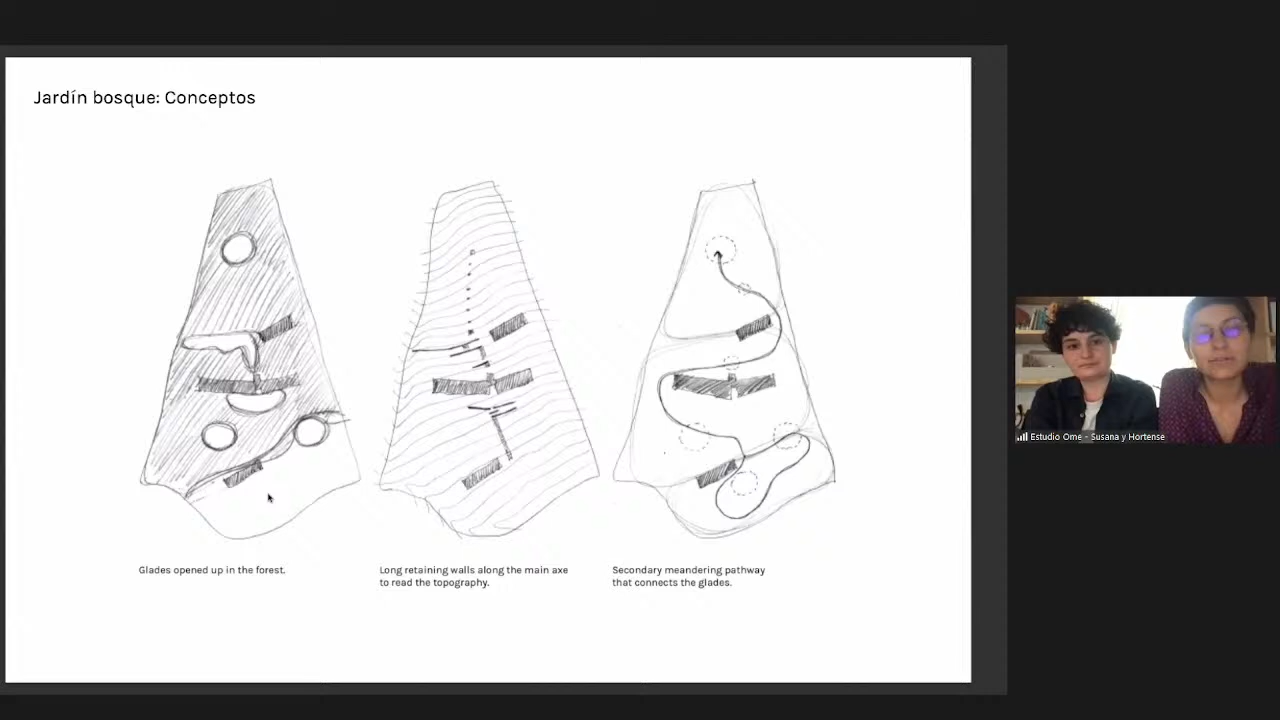 Jardín bosque: Conceptos
Glades opened up in the forest.
Long retaining walls along the main axe
to read the topography.
Secondary meandering pathway
that connects the glades.
Estudio Ome - Susana y Hortense